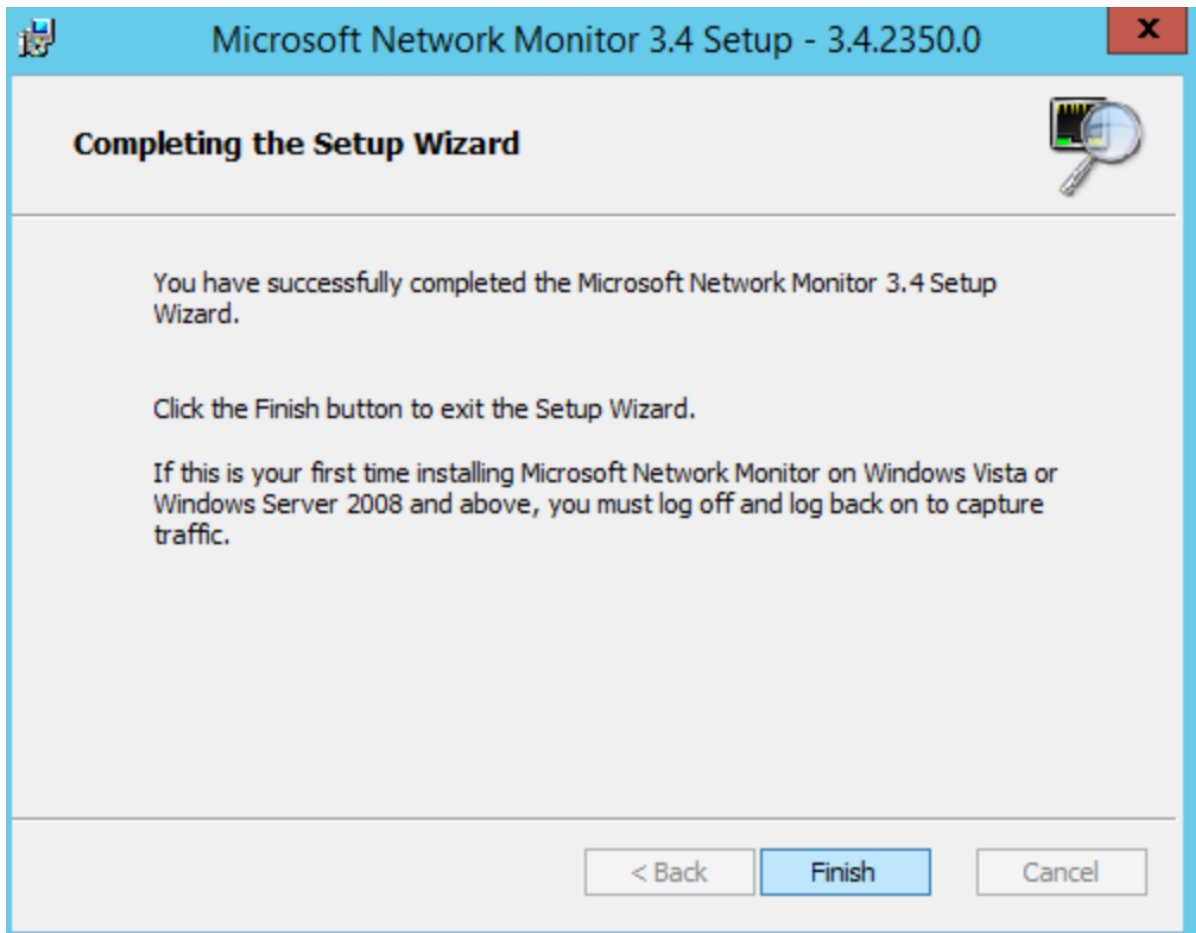 Microsoft Network Monitor 3.4 Setup - 3.4.2350.0
x
Completing the Setup Wizard
You have successfully completed the Microsoft Network Monitor 3.4 Setup
Wizard.
Click the Finish button to exit the Setup Wizard.
If this is your first time installing Microsoft Network Monitor on Windows Vista or
Windows Server 2008 and above, you must log off and log back on to capture
traffic.
< Back
Finish
Cancel